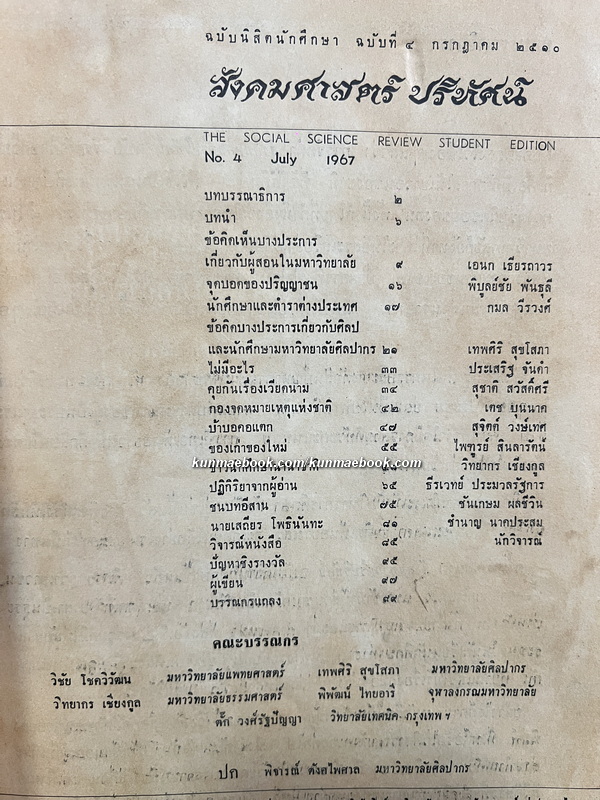 ฉบับนิสิตนักศึกษา ฉบับที่ ๔ กรกฎาคม ๒๕๑๐
สังคมศาสตร์ ปริทัศน์
THE SOCIAL SCIENCE REVIEW STUDENT EDITION
No. 4 July 1967
บทบรรณาธิการ ๒
บทนำ ๖
ข้อคิดเห็นบางประการ
เกี่ยวกับผู้สอนในมหาวิทยาลัย ๙ เอนก เธียรถาวร
จุดบอดของปริญญาชน ๑๖ พิบูลย์ชัย พันธุลี
นักศึกษาและตำราต่างประเทศ ๑๗ กมล วีรวงศ์
ข้อคิดบางประการเกี่ยวกับศิลป
และนักศึกษามหาวิทยาลัยศิลปากร ๒๑ เทพศิริ สุขโสภา
ไม่มีอะไร ๓๓ ประเสริฐ จันดำ
คุยกันเรื่องเวียดนาม ๓๔ สุชาติ สวัสดิ์ศรี
กองจดหมายเหตุแห่งชาติ ๔๒ เดช บุนนาค
บ้าบอคอแตก ๔๗ สุจิตต์ วงษ์เทศ
ของเก่าของใหม่ ๕๕ ไพฑูรย์ สินลารัตน์
kunmaebook.com/kunmaebook.com
วิทยากร เชียงกูล
ปฏิกิริยาจากผู้อ่าน ๖๕ ธีรเวทย์ ประมวลรัฐการ
ชนบทอีสาน ๗๕ ชันเกษม ผลชีวิน
นายเสถียร โพธินันทะ ๘๑ ชำนาญ นาคประสม
วิจารณ์หนังสือ ๘๕ นักวิจารณ์
ปัญหาชิงรางวัล ๙๕
ผู้เขียน ๙๗
บรรณกรแถลง ๙๙
คณะบรรณกร
วิชัย โชควิวัฒน มหาวิทยาลัยแพทยศาสตร์ เทพศิริ สุขโสภา มหาวิทยาลัยศิลปากร
วิทยากร เชียงกูล มหาวิทยาลัยธรรมศาสตร์ พิพัฒน์ ไทยอารี จุฬาลงกรณมหาวิทยาลัย
ตั๊ก วงศ์รัฐปัญญา วิทยาลัยเทคนิค กรุงเทพ ฯ
ปก พิจารณ์ ตังคไพศาล มหาวิทยาลัยศิลปากร